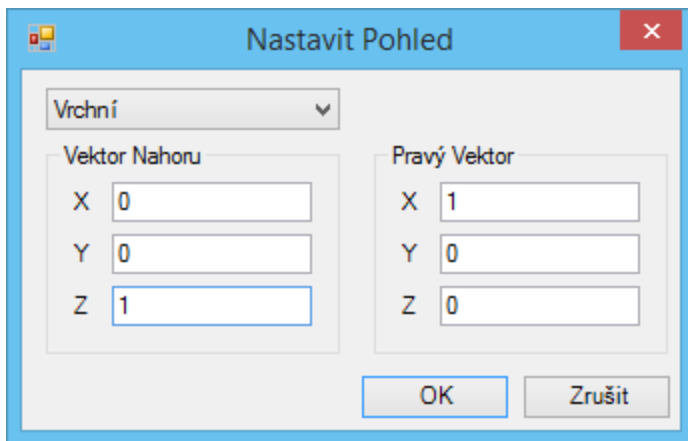 Nastavit Pohled
Vrchní
Vektor Nahoru
X 0
Y 0
Z 1
Pravý Vektor
X 1
Y 0
Z 0
OK
Zrušit